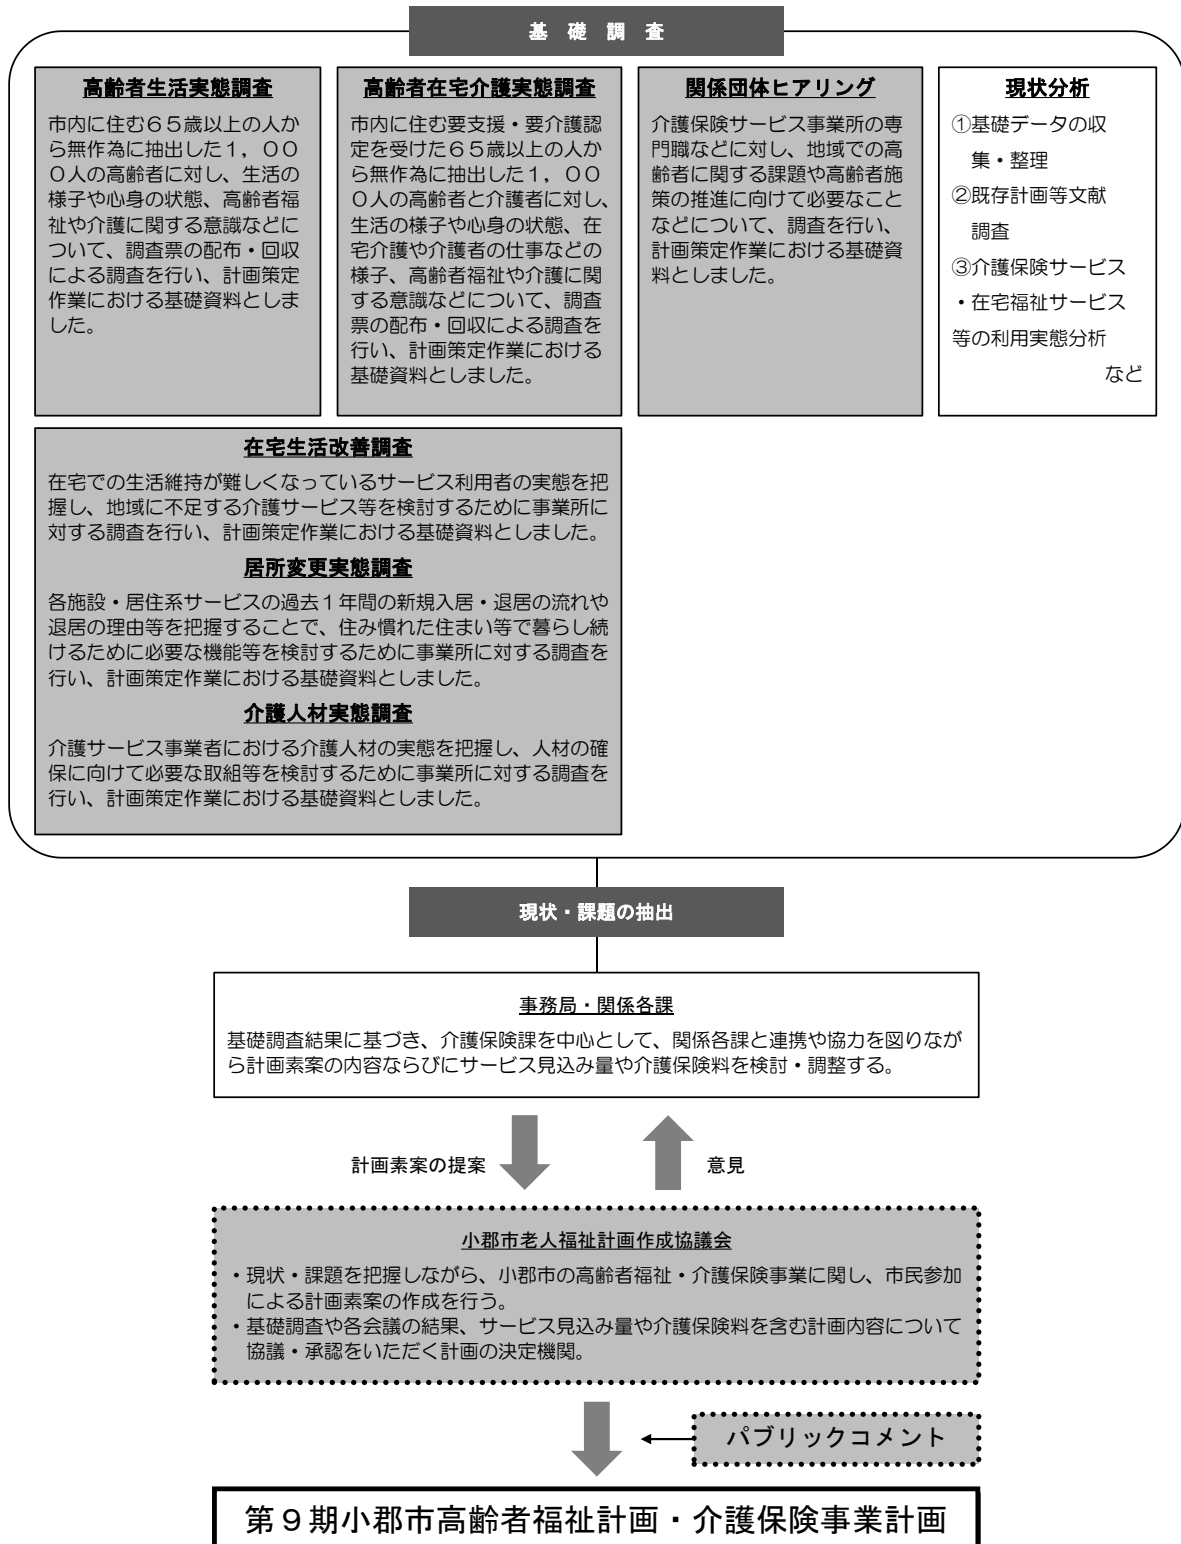 基 礎 調 査
高齢者生活実態調査
市内に住む６５歳以上の人か
ら無作為に抽出した１，００
０人の高齢者に対し、生活の
様子や心身の状態、高齢者福
祉や介護に関する意識などに
ついて、調査票の配布・回収
による調査を行い、計画策定
作業における基礎資料としま
した。
高齢者在宅介護実態調査
市内に住む要支援・要介護認
定を受けた６５歳以上の人か
ら無作為に抽出した１，００
０人の高齢者と介護者に対し、
生活の様子や心身の状態、在
宅介護や介護者の仕事などの
様子、高齢者福祉や介護に関
する意識などについて、調査
票の配布・回収による調査を
行い、計画策定作業における
基礎資料としました。
関係団体ヒアリング
介護保険サービス事業所の専
門職などに対し、地域での高
齢者に関する課題や高齢者施
策の推進に向けて必要なこと
などについて、調査を行い、
計画策定作業における基礎資
料としました。
現状分析
①基礎データの収
集・整理
②既存計画等文献
調査
③介護保険サービス
・在宅福祉サービス
等の利用実態分析
など
在宅生活改善調査
在宅での生活維持が難しくなっているサービス利用者の実態を把
握し、地域に不足する介護サービス等を検討するために事業所に
対する調査を行い、計画策定作業における基礎資料としました。
居所変更実態調査
各施設・居住系サービスの過去１年間の新規入居・退居の流れや
退居の理由等を把握することで、住み慣れた住まい等で暮らし続
けるために必要な機能等を検討するために事業所に対する調査を
行い、計画策定作業における基礎資料としました。
介護人材実態調査
介護サービス事業者における介護人材の実態を把握し、人材の確
保に向けて必要な取組等を検討するために事業所に対する調査を
行い、計画策定作業における基礎資料としました。
現状・課題の抽出
事務局・関係各課
基礎調査結果に基づき、介護保険課を中心として、関係各課と連携や協力を図りなが
ら計画素案の内容ならびにサービス見込み量や介護保険料を検討・調整する。
計画素案の提案
意見
小郡市老人福祉計画作成協議会
・現状・課題を把握しながら、小郡市の高齢者福祉・介護保険事業に関し、市民参加
による計画素案の作成を行う。
・基礎調査や各会議の結果、サービス見込み量や介護保険料を含む計画内容について
協議・承認をいただく計画の決定機関。
パブリックコメント
第９期小郡市高齢者福祉計画・介護保険事業計画